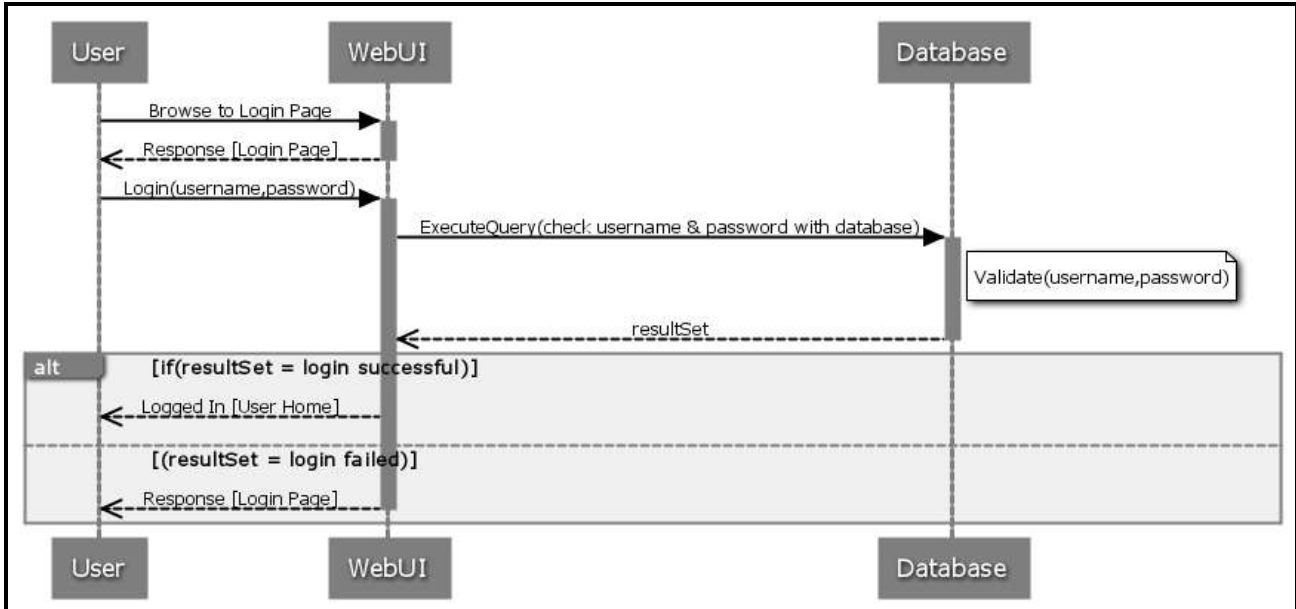 User WebUI Database
Browse to Login Page
Response [Login Page]
Login(username,password)
ExecuteQuery(check username & password with database)
Validate(username,password)
resultSet
alt [if(resultSet = login successful)]
Logged In [User Home]
[(resultSet = login failed)]
Response [Login Page]
User WebUI Database